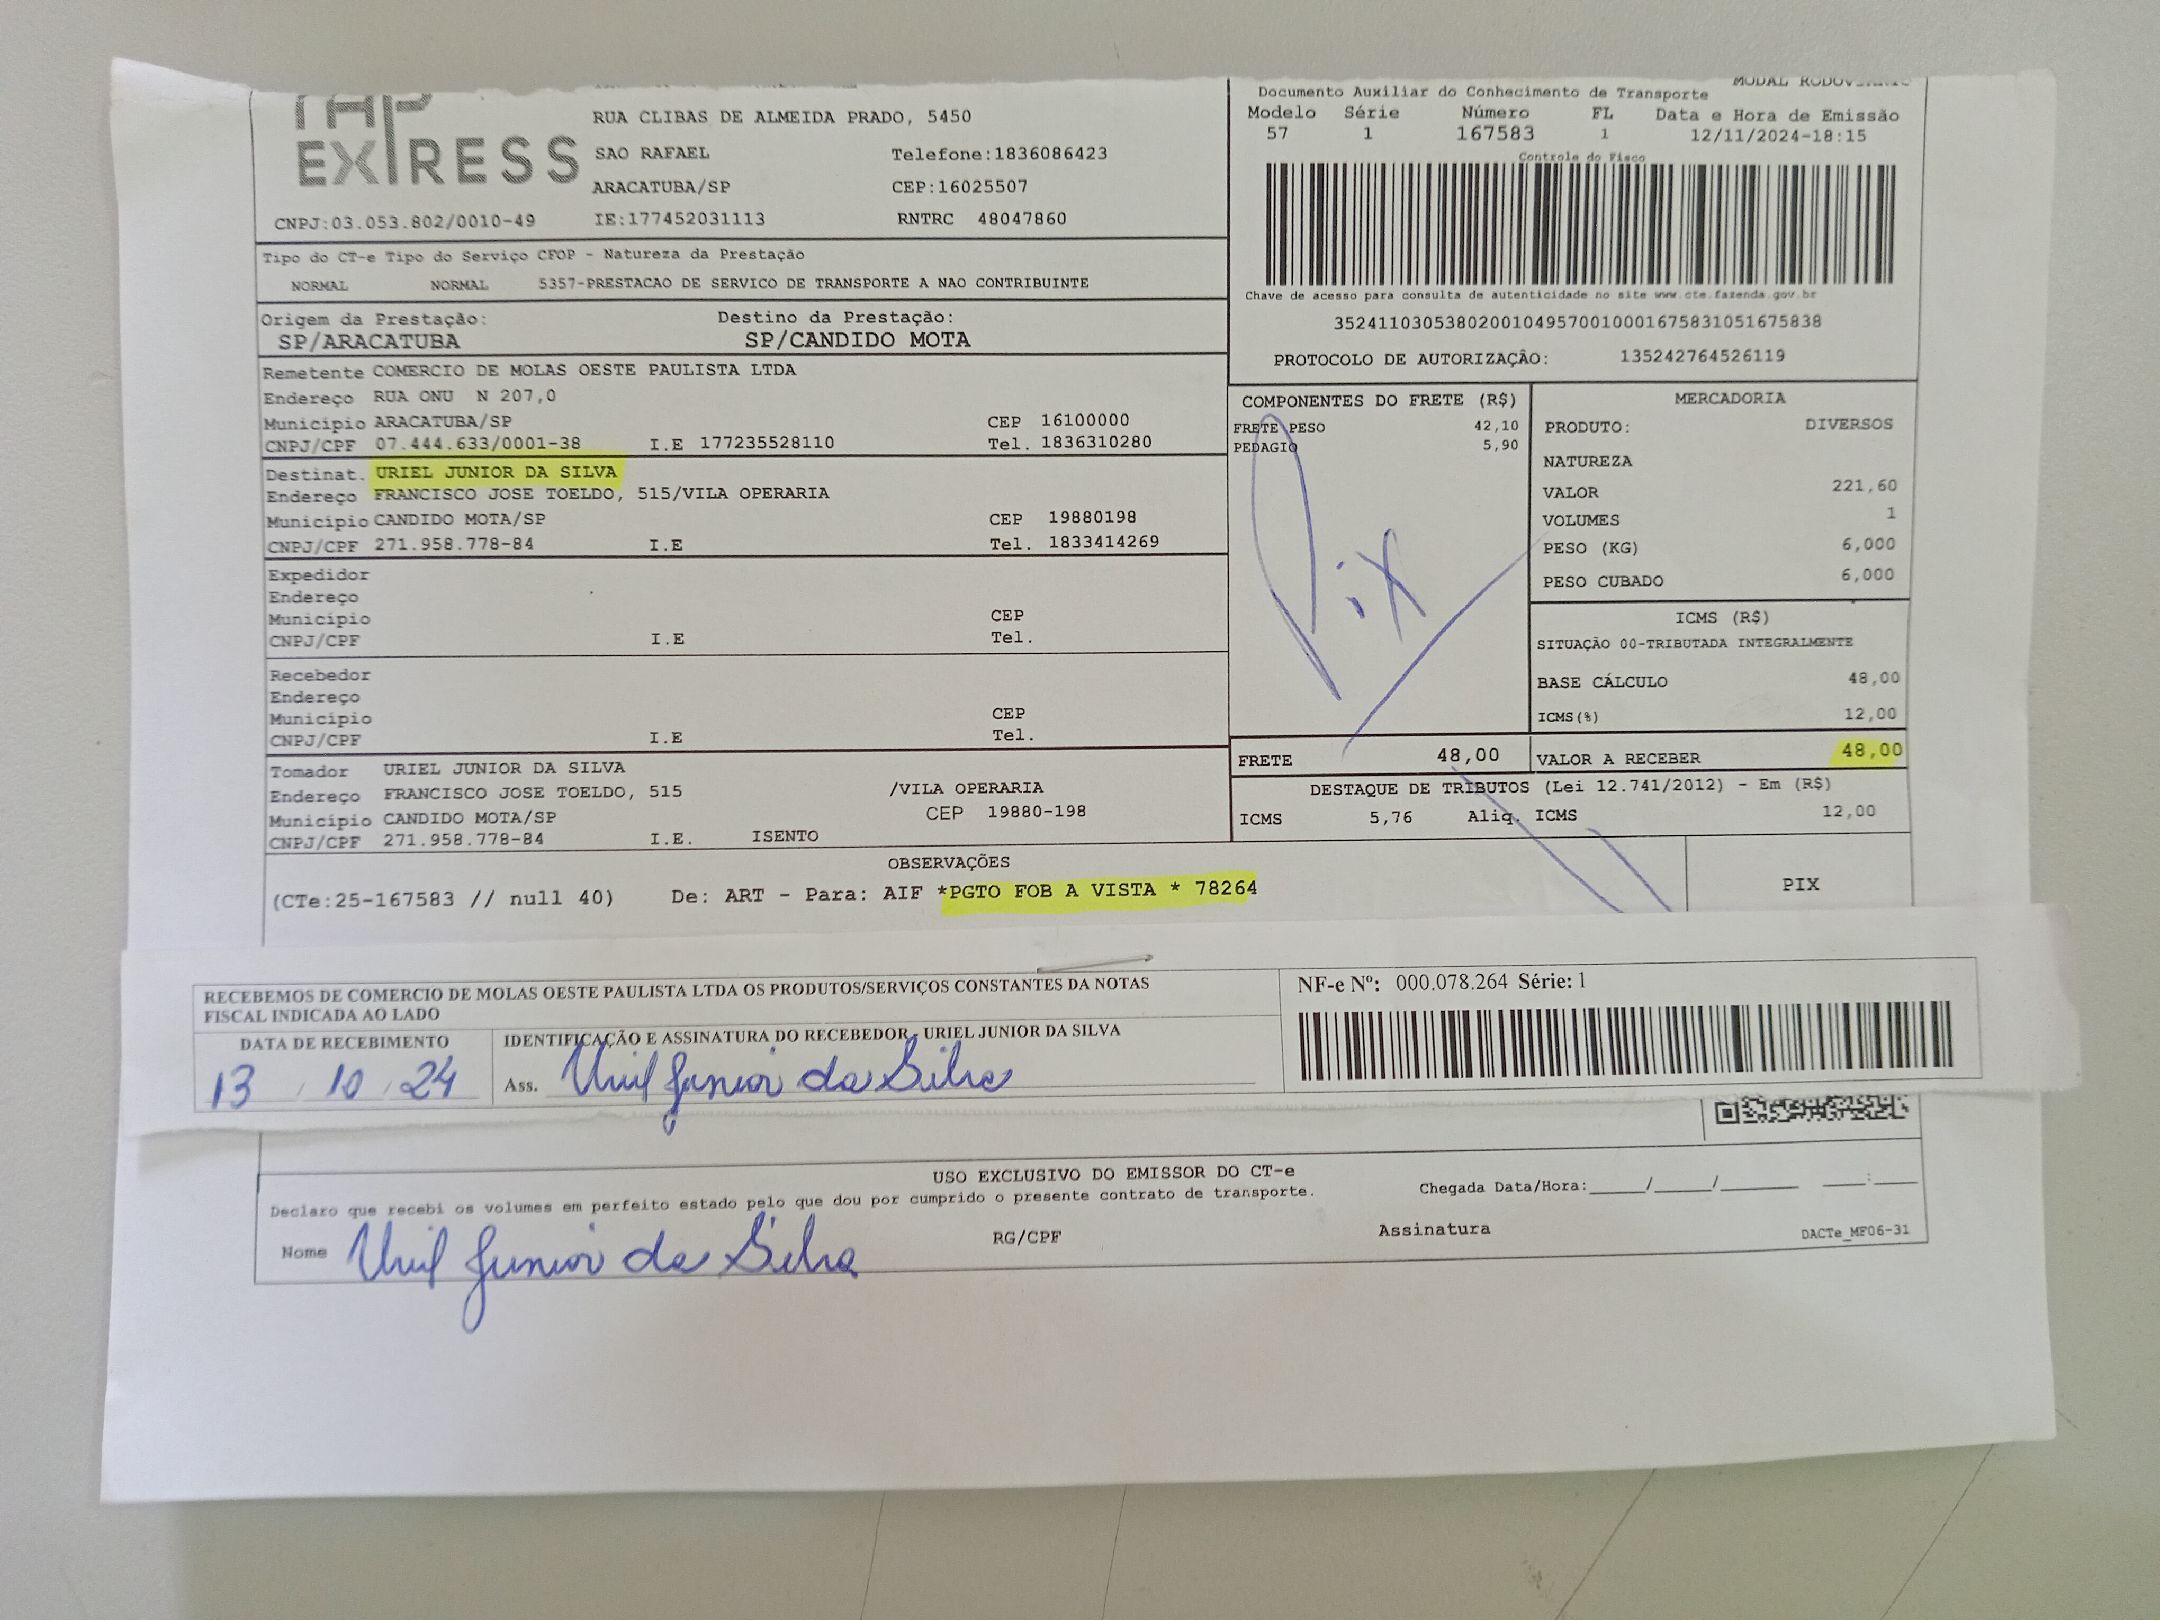 TAP
EXPRESS
RUA CLIBAS DE ALMEIDA PRADO, 5450
SAO RAFAEL Telefone:1836086423
ARACATUBA/SP CEP:16025507
CNPJ:03.053.802/0010-49 IE:177452031113 RNTRC 48047860
MODAL RODOVIARIO
Documento Auxiliar do Conhecimento de Transporte
Modelo Série Número FL Data e Hora de Emissão
57 1 167583 1 12/11/2024-18:15
Controle do Fisco
Chave de acesso para consulta de autenticidade no site www.cte.fazenda.gov.br
35241103053802001049570010001675831051675838
PROTOCOLO DE AUTORIZAÇÃO: 135242764526119
Tipo do CT-e Tipo do Serviço CFOP - Natureza da Prestação
NORMAL NORMAL 5357-PRESTACAO DE SERVICO DE TRANSPORTE A NAO CONTRIBUINTE
Origem da Prestação: Destino da Prestação:
SP/ARACATUBA SP/CANDIDO MOTA
Remetente COMERCIO DE MOLAS OESTE PAULISTA LTDA
Endereço RUA ONU N 207,0
Município ARACATUBA/SP CEP 16100000
CNPJ/CPF 07.444.633/0001-38 I.E 177235528110 Tel. 1836310280
Destinat. URIEL JUNIOR DA SILVA
Endereço FRANCISCO JOSE TOELDO, 515/VILA OPERARIA
Município CANDIDO MOTA/SP CEP 19880198
CNPJ/CPF 271.958.778-84 I.E Tel. 1833414269
Expedidor
Endereço
Município CEP
CNPJ/CPF I.E Tel.
Recebedor
Endereço
Município CEP
CNPJ/CPF I.E Tel.
Tomador URIEL JUNIOR DA SILVA
Endereço FRANCISCO JOSE TOELDO, 515 /VILA OPERARIA
Município CANDIDO MOTA/SP CEP 19880-198
CNPJ/CPF 271.958.778-84 I.E. ISENTO
COMPONENTES DO FRETE (R$)
FRETE PESO 42,10
PEDAGIO 5,90
Pix
FRETE 48,00
MERCADORIA
PRODUTO: DIVERSOS
NATUREZA
VALOR 221,60
VOLUMES 1
PESO (KG) 6,000
PESO CUBADO 6,000
ICMS (R$)
SITUAÇÃO 00-TRIBUTADA INTEGRALMENTE
BASE CÁLCULO 48,00
ICMS(%) 12,00
VALOR A RECEBER 48,00
DESTAQUE DE TRIBUTOS (Lei 12.741/2012) - Em (R$)
ICMS 5,76 Aliq. ICMS 12,00
OBSERVAÇÕES
(CTe:25-167583 // null 40) De: ART - Para: AIF *PGTO FOB A VISTA * 78264
PIX
RECEBEMOS DE COMERCIO DE MOLAS OESTE PAULISTA LTDA OS PRODUTOS/SERVIÇOS CONSTANTES DA NOTAS
FISCAL INDICADA AO LADO
DATA DE RECEBIMENTO
13 / 10 / 24
IDENTIFICAÇÃO E ASSINATURA DO RECEBEDOR - URIEL JUNIOR DA SILVA
Ass. Uriel Junior da Silva
NF-e Nº: 000.078.264 Série: 1
USO EXCLUSIVO DO EMISSOR DO CT-e
Declaro que recebi os volumes em perfeito estado pelo que dou por cumprido o presente contrato de transporte.
Chegada Data/Hora:_____/_____/_______ ____:____
Nome Uriel Junior da Silva RG/CPF Assinatura
DACTe_MF06-31